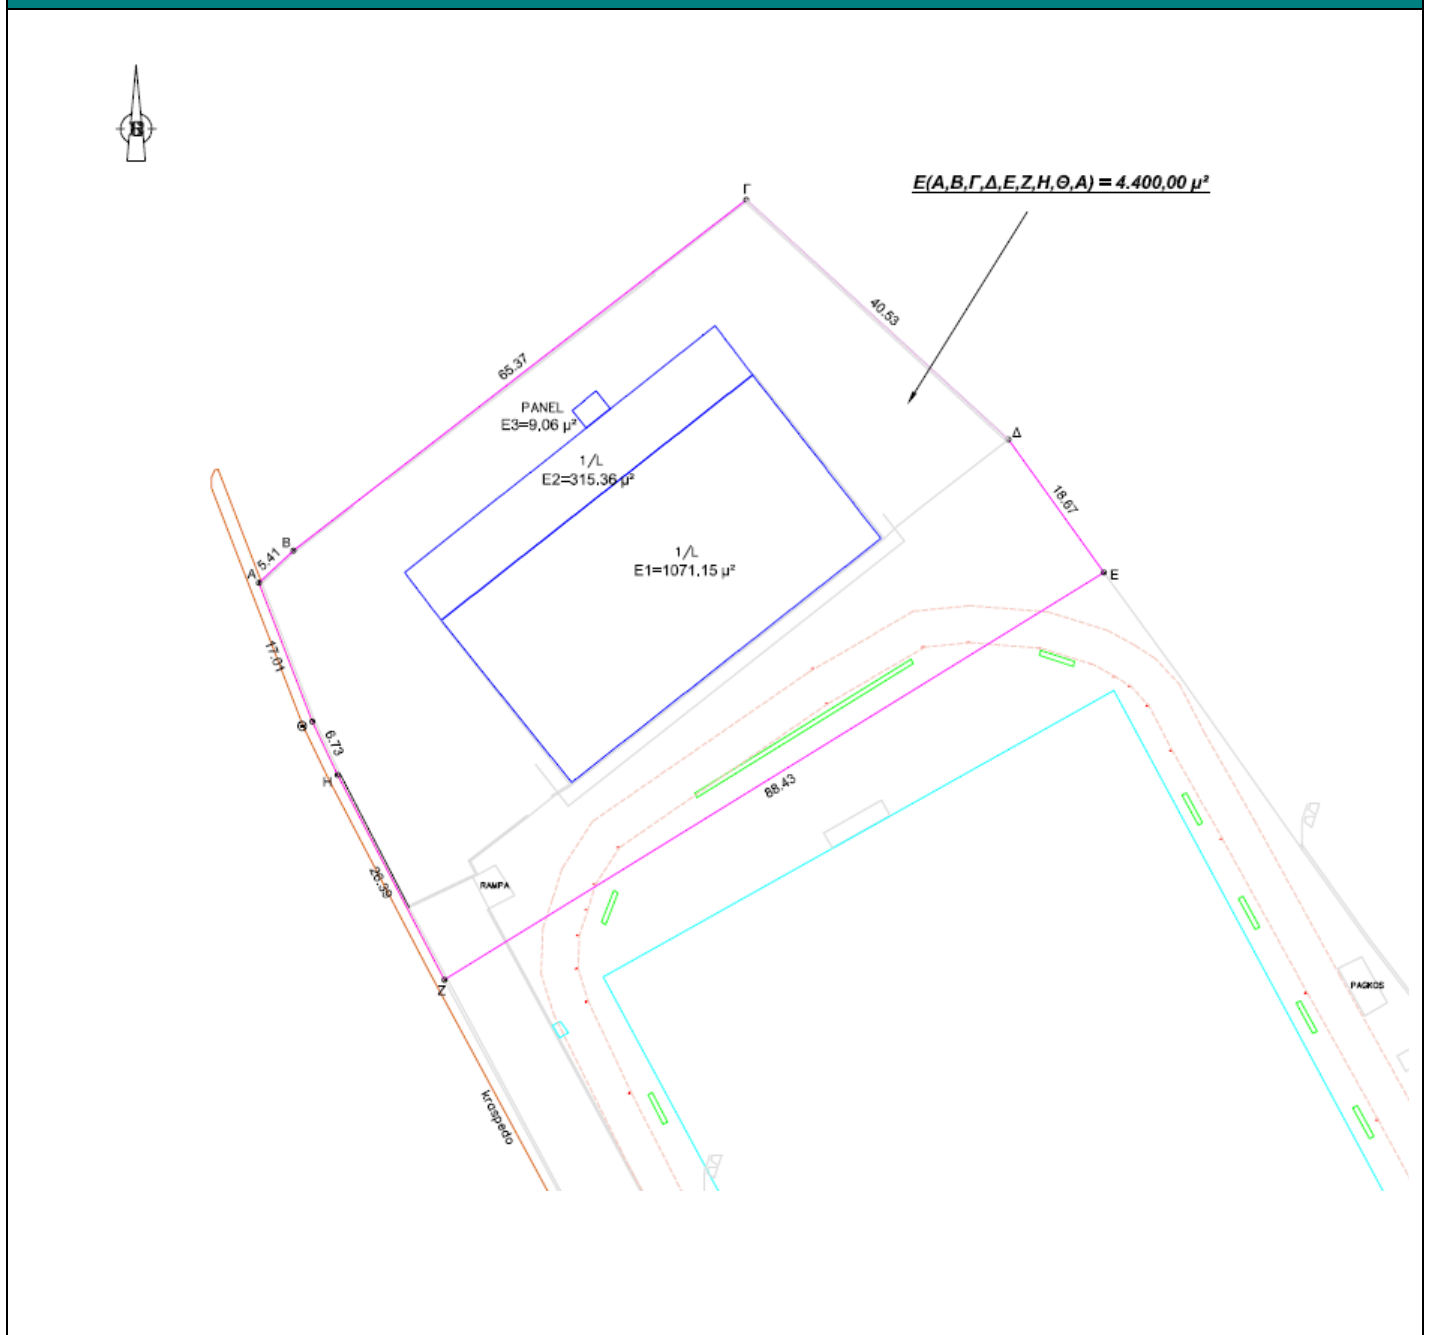 Γ
E(A,B,Γ,Δ,E,Z,H,Θ,A) = 4.400,00 μ²
40.53
65.37
PANEL
E3=9,06 μ²
Δ
1/L
E2=315.36 μ²
18.67
B
5.41
A
1/L
E1=1071,15 μ²
E
17.01
6.73
H
88.43
26.39
RAMPA
Z
PAGKOS
kraspedo